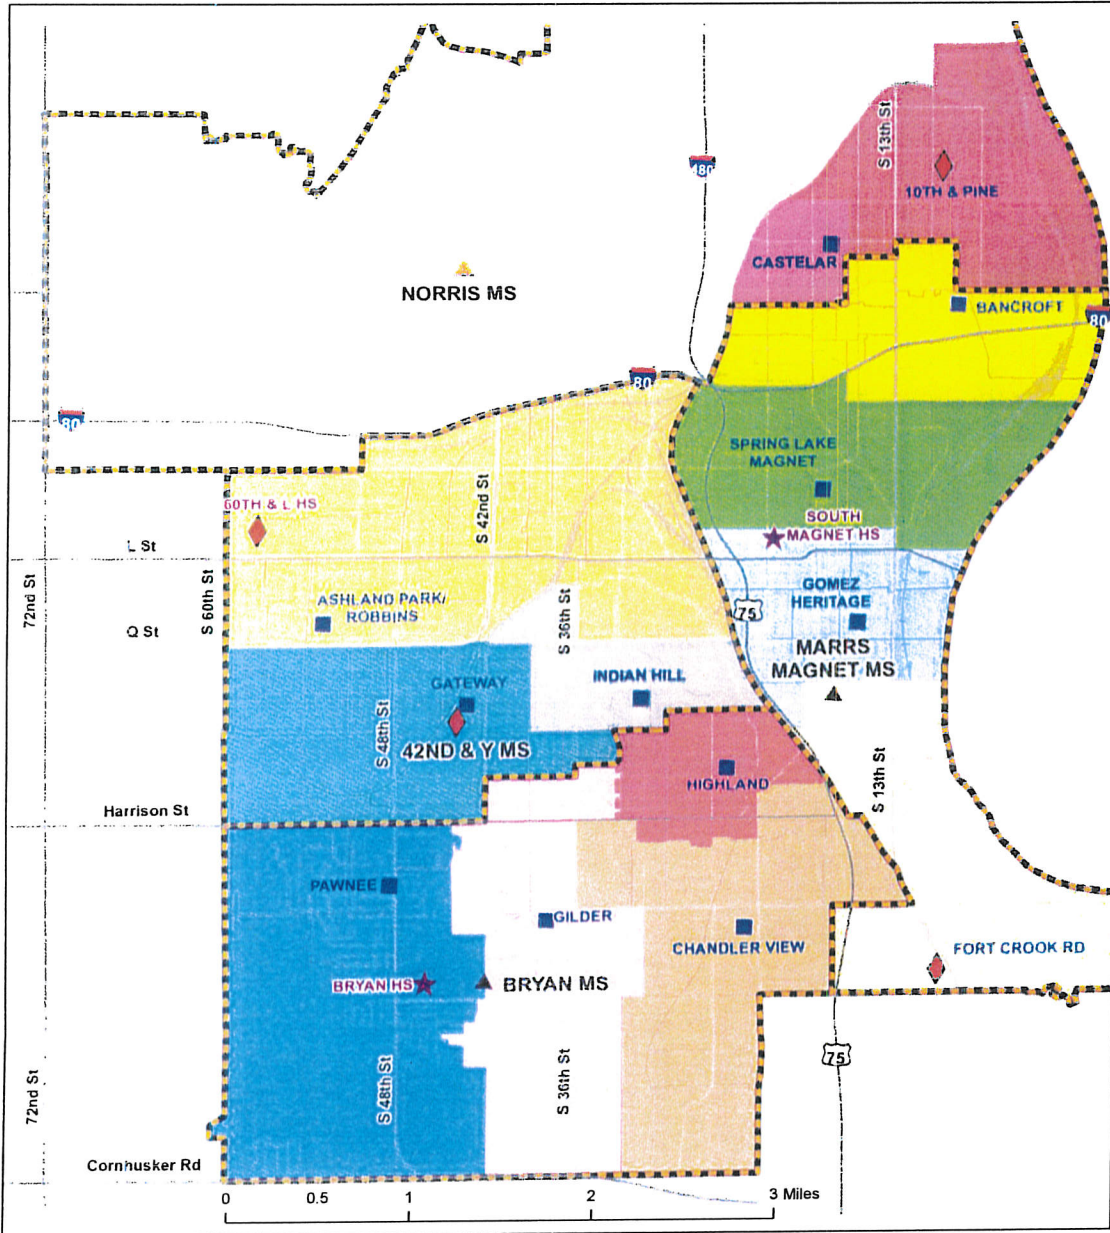 S 13th St
480
10TH & PINE
CASTELAR
NORRIS MS
BANCROFT
80
80
80
SPRING LAKE
MAGNET
60TH & L HS
S 42nd St
SOUTH
MAGNET HS
L St
72nd St
S 60th St
ASHLAND PARK/
ROBBINS
S 36th St
75
GOMEZ
HERITAGE
Q St
MARRS
MAGNET MS
GATEWAY
INDIAN HILL
S 48th St
42ND & Y MS
HIGHLAND
S 13th St
Harrison St
PAWNEE
GILDER
CHANDLER VIEW
FORT CROOK RD
BRYAN HS
BRYAN MS
75
72nd St
S 48th St
S 36th St
Cornhusker Rd
0 0.5 1 2 3 Miles